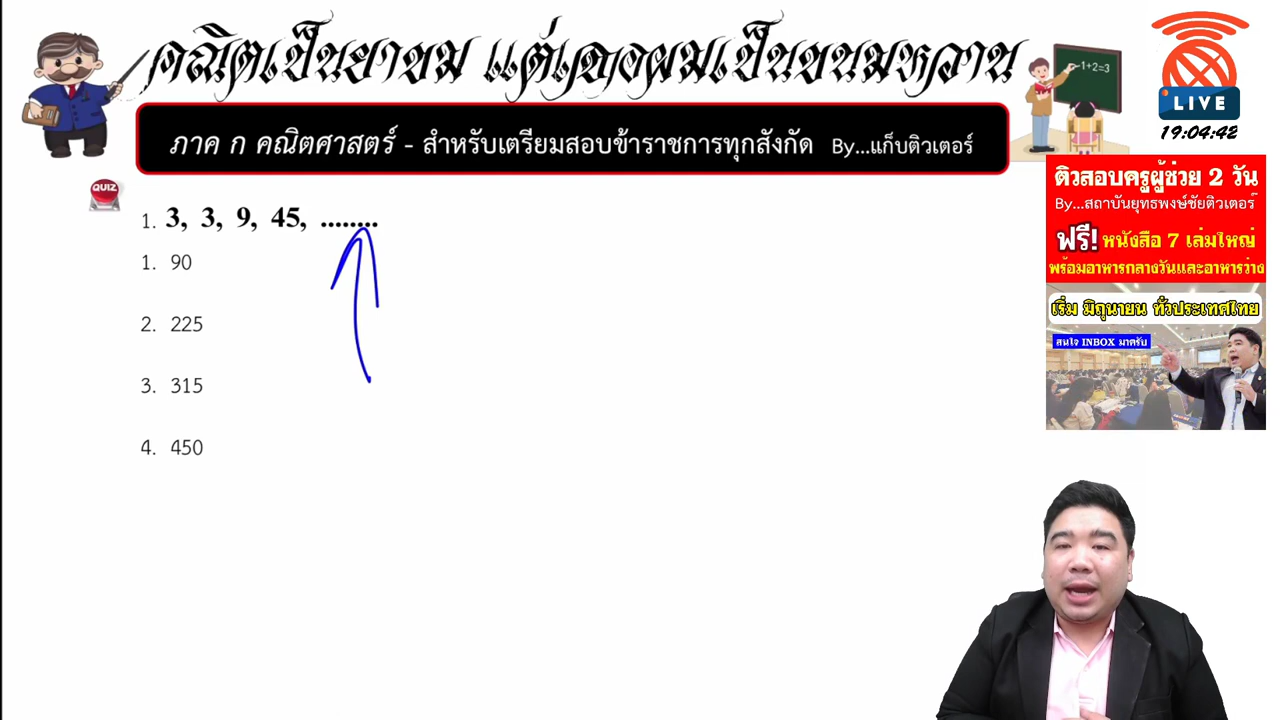 คณิตเป็นยาขม แต่เธอผมเป็นขนมหวาน
-1+2=3
LIVE
19:04:42
ภาค ก คณิตศาสตร์ - สำหรับเตรียมสอบข้าราชการทุกสังกัด By...แก็บติวเตอร์
ติวสอบครูผู้ช่วย 2 วัน
By...สถาบันยุทธพงษ์ชัยติวเตอร์
ฟรี! หนังสือ 7 เล่มใหญ่
พร้อมอาหารกลางวันและอาหารว่าง
เริ่ม มิถุนายน ทั่วประเทศไทย
สนใจ INBOX มาครับ
QUIZ
1. 3, 3, 9, 45, ........
1. 90
2. 225
3. 315
4. 450